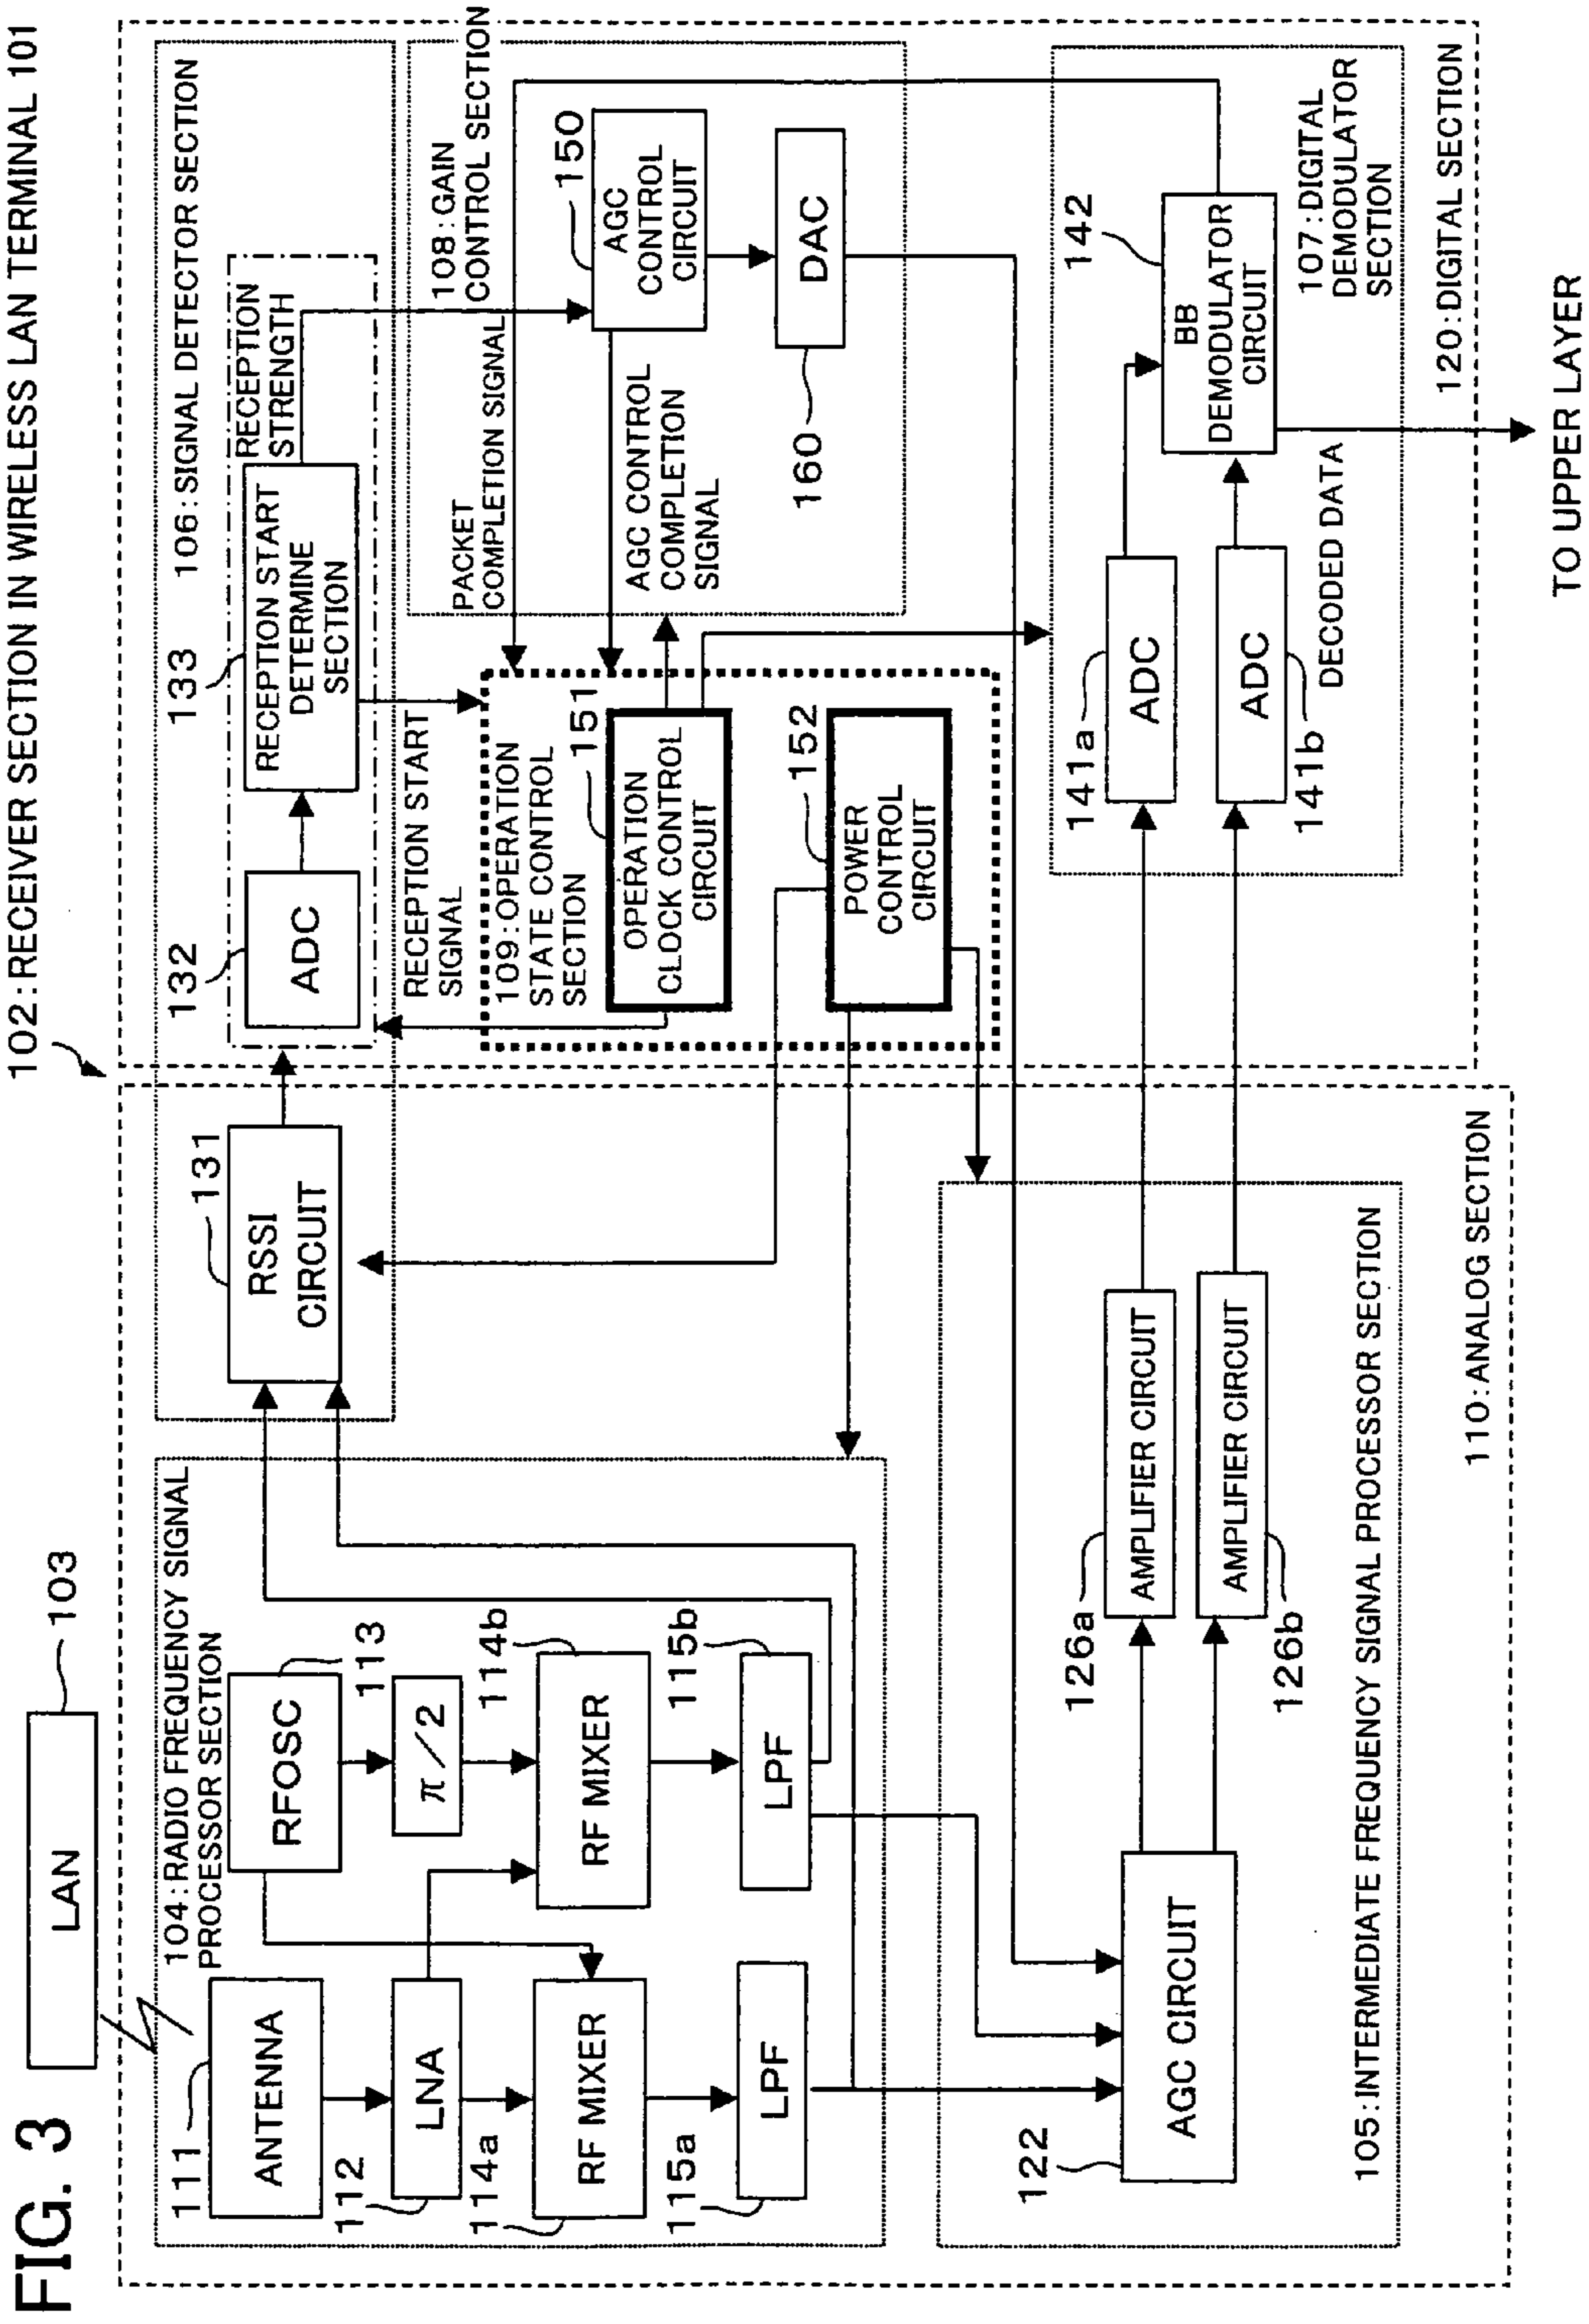 FIG. 3
102:RECEIVER SECTION IN WIRELESS LAN TERMINAL 101
LAN
103
104:RADIO FREQUENCY SIGNAL
PROCESSOR SECTION
111
ANTENNA
112
LNA
RFOSC
113
π/2
114a
RF MIXER
114b
RF MIXER
115a
LPF
115b
LPF
131
RSSI
CIRCUIT
106:SIGNAL DETECTOR SECTION
132
ADC
133
RECEPTION START
DETERMINE
SECTION
RECEPTION
STRENGTH
RECEPTION START
SIGNAL
108:GAIN
CONTROL SECTION
PACKET
COMPLETION SIGNAL
150
AGC
CONTROL
CIRCUIT
AGC CONTROL
COMPLETION
SIGNAL
DAC
160
109:OPERATION
STATE CONTROL
SECTION
151
OPERATION
CLOCK CONTROL
CIRCUIT
152
POWER
CONTROL
CIRCUIT
122
AGC CIRCUIT
126a
AMPLIFIER CIRCUIT
AMPLIFIER CIRCUIT
126b
105:INTERMEDIATE FREQUENCY SIGNAL PROCESSOR SECTION
110:ANALOG SECTION
141a
ADC
ADC
141b
142
BB
DEMODULATOR
CIRCUIT
DECODED DATA
107:DIGITAL
DEMODULATOR
SECTION
120:DIGITAL SECTION
TO UPPER LAYER